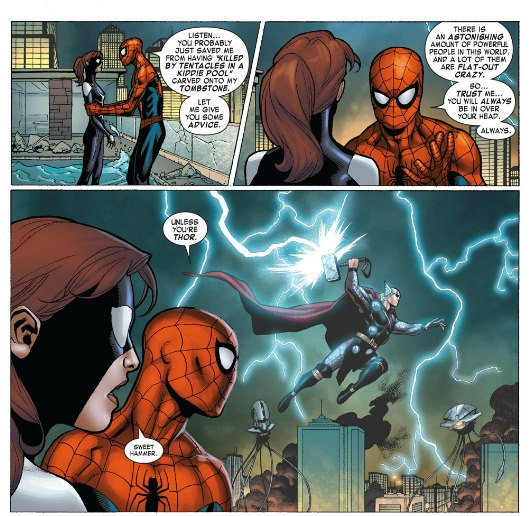 LISTEN...
YOU PROBABLY
JUST SAVED ME
FROM HAVING "KILLED
BY TENTACLES IN A
KIDDIE POOL"
CARVED ONTO MY
TOMBSTONE.
LET
ME GIVE
YOU SOME
ADVICE.
THERE IS
AN ASTONISHING
AMOUNT OF POWERFUL
PEOPLE IN THIS WORLD.
AND A LOT OF THEM
ARE FLAT-OUT
CRAZY.
SO...
TRUST ME...
YOU WILL ALWAYS
BE IN OVER
YOUR HEAD.
ALWAYS.
UNLESS
YOU'RE
THOR.
SWEET
HAMMER.